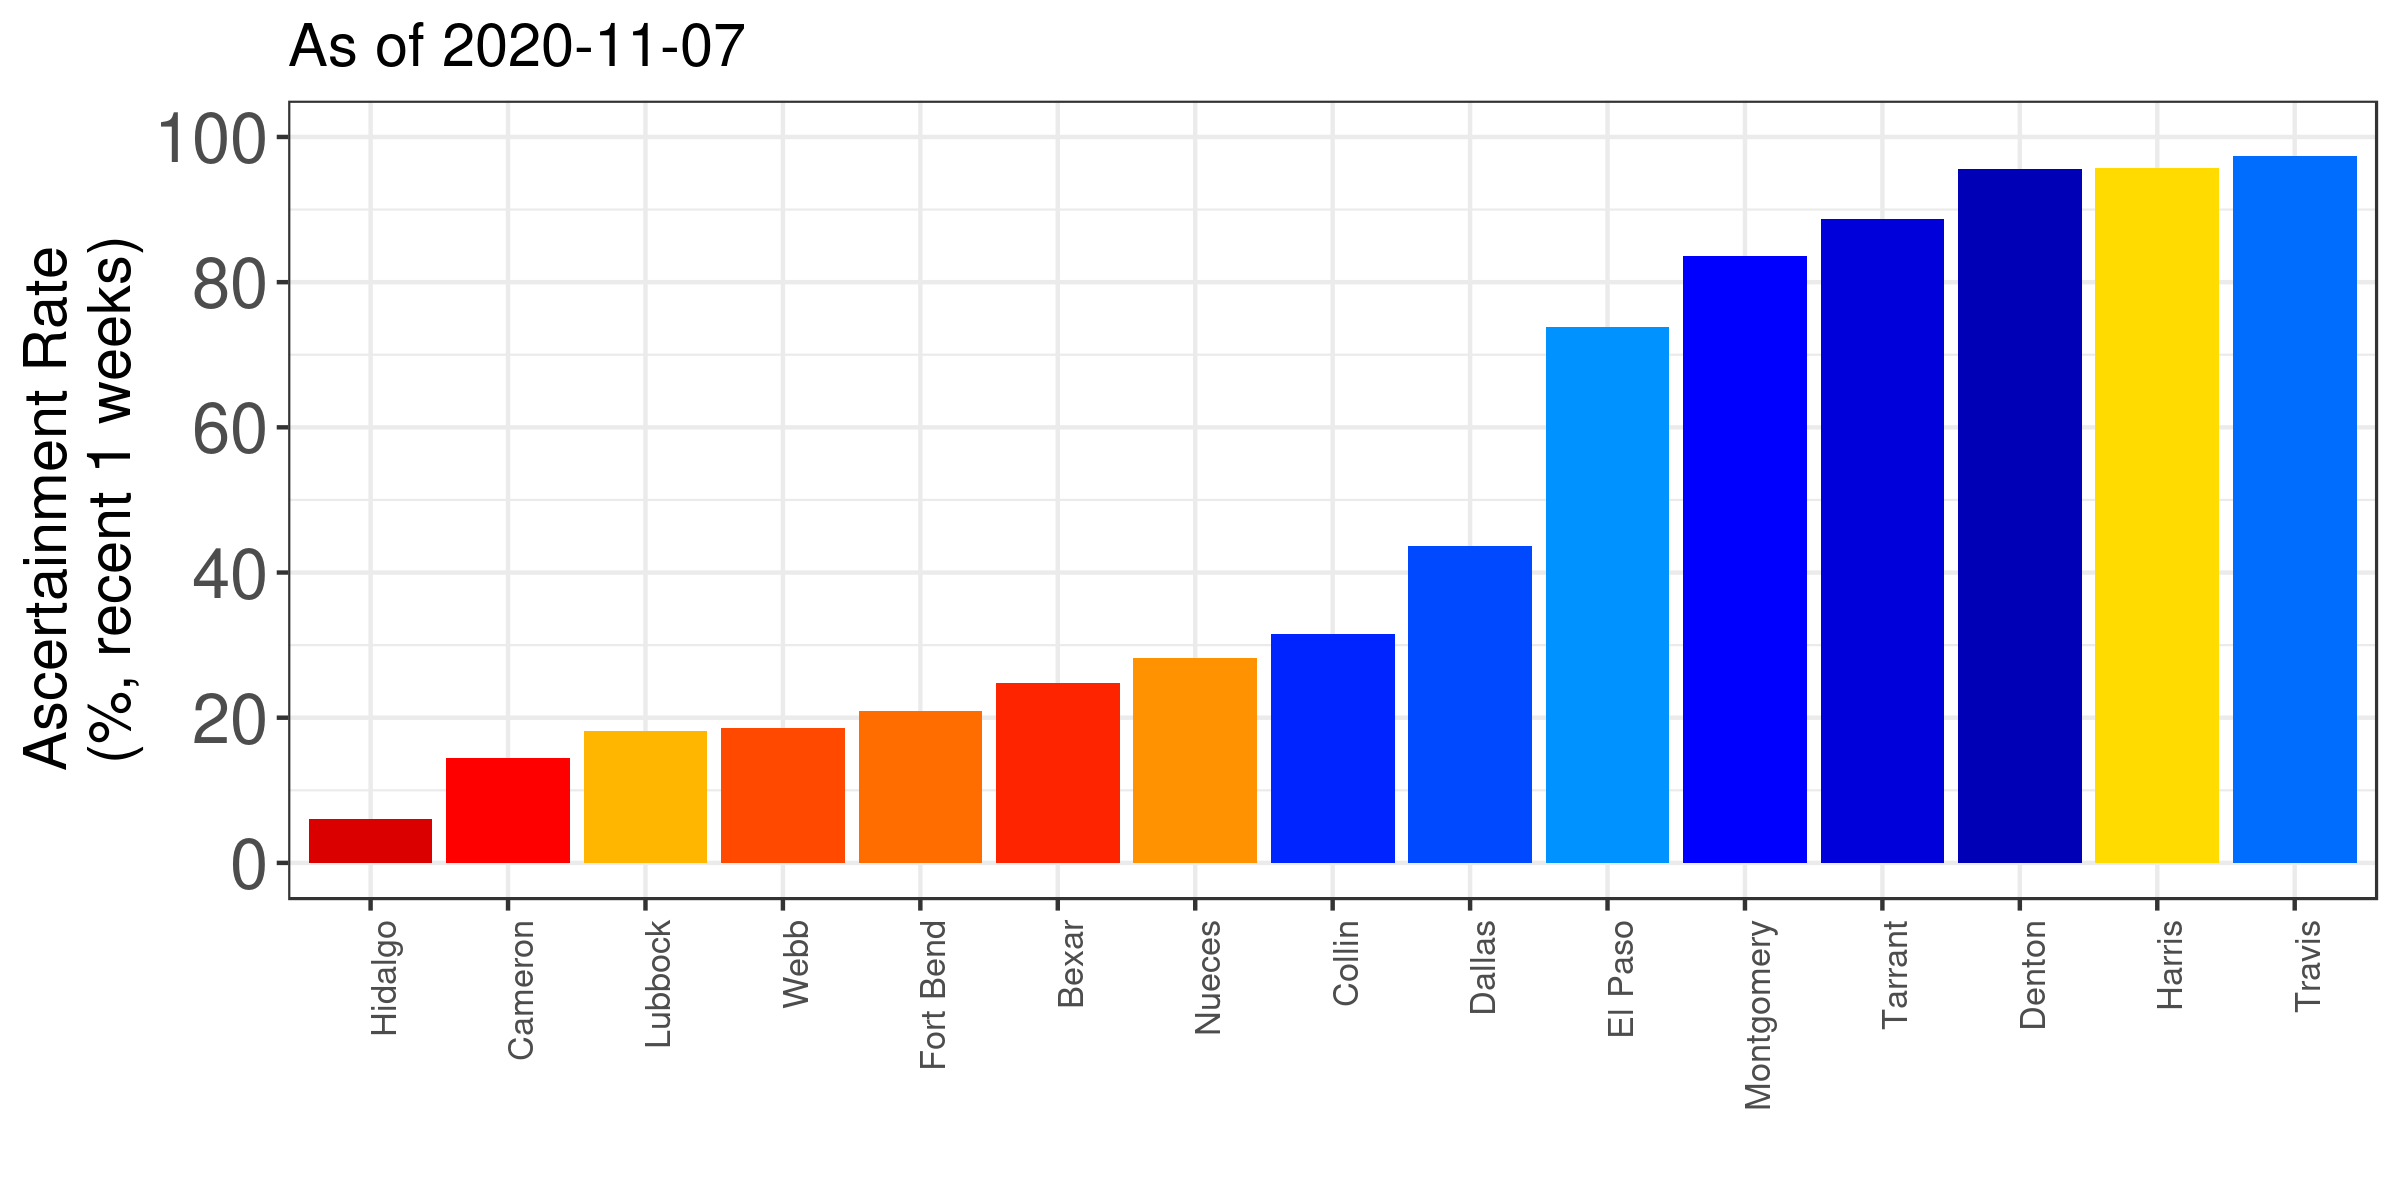 As of 2020-11-07
Ascertainment Rate
(%, recent 1 weeks)
100
80
60
40
20
0
Hidalgo
Cameron
Lubbock
Webb
Fort Bend
Bexar
Nueces
Collin
Dallas
El Paso
Montgomery
Tarrant
Denton
Harris
Travis